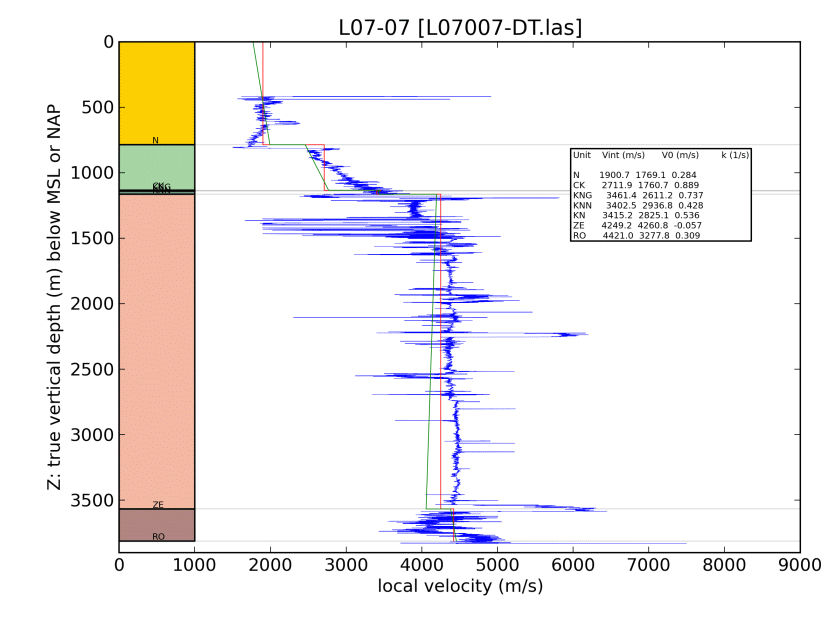 L07-07 [L07007-DT.las]
Z: true vertical depth (m) below MSL or NAP
0
500
1000
1500
2000
2500
3000
3500
N
CK
KNG
ZE
RO
Unit Vint (m/s) V0 (m/s) k (1/s)
N 1900.7 1769.1 0.284
CK 2711.9 1760.7 0.889
KNG 3461.4 2611.2 0.737
KNN 3402.5 2936.8 0.428
KN 3415.2 2825.1 0.536
ZE 4249.2 4260.8 -0.057
RO 4421.0 3277.8 0.309
0 1000 2000 3000 4000 5000 6000 7000 8000 9000
local velocity (m/s)